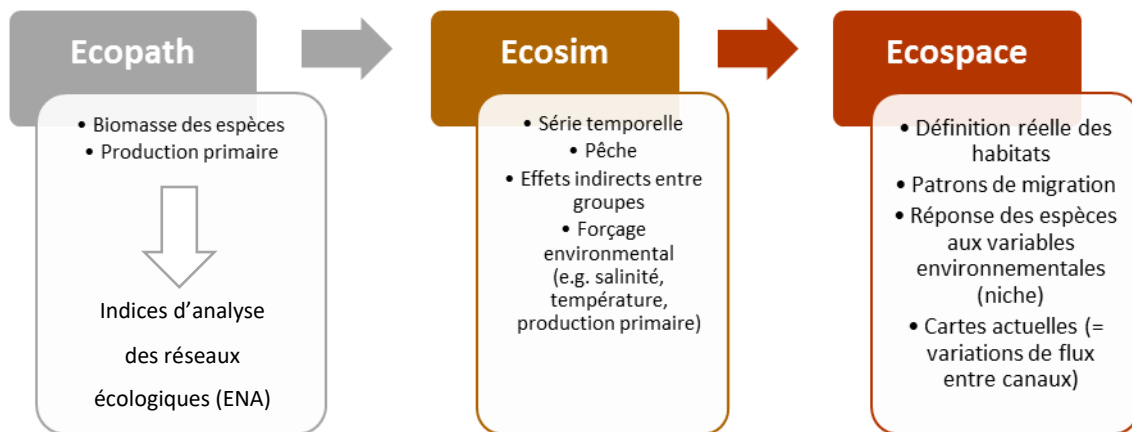 Ecopath
• Biomasse des espèces
• Production primaire
Indices d’analyse
des réseaux
écologiques (ENA)
Ecosim
• Série temporelle
• Pêche
• Effets indirects entre
groupes
• Forçage
environmental
(e.g. salinité,
température,
production primaire)
Ecospace
• Définition réelle des
habitats
• Patrons de migration
• Réponse des espèces
aux variables
environnementales
(niche)
• Cartes actuelles (=
variations de flux
entre canaux)